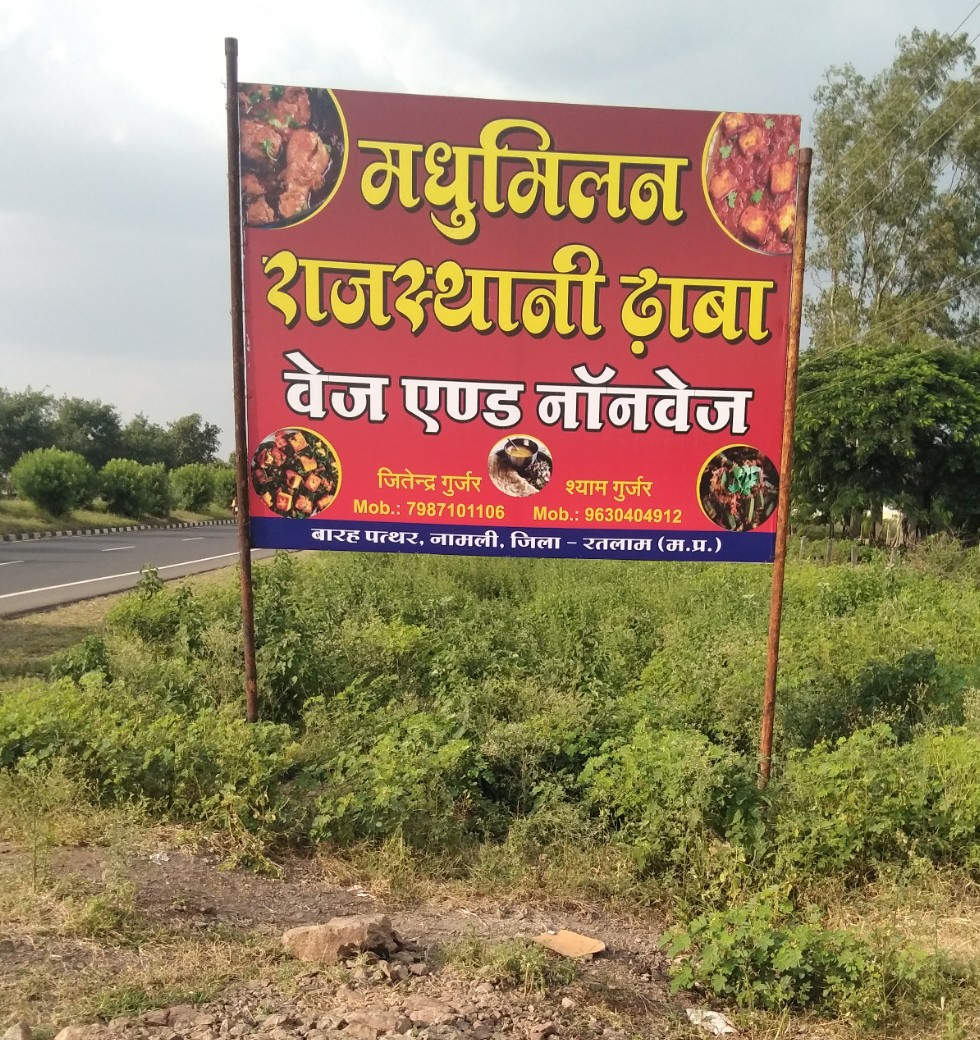 मधुमिलन
राजस्थानी ढ़ाबा
वेज एण्ड नॉनवेज
जितेन्द्र गुर्जर श्याम गुर्जर
Mob.: 7987101106 Mob.: 9630404912
बारह पत्थर, नामली, जिला - रतलाम (म.प्र.)